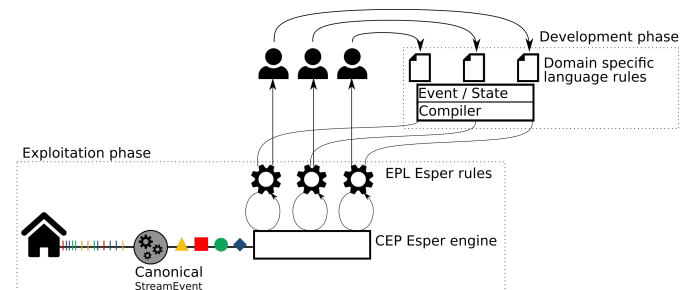 Development phase
Domain specific
language rules
Event / State
Compiler
Exploitation phase
EPL Esper rules
CEP Esper engine
Canonical
StreamEvent